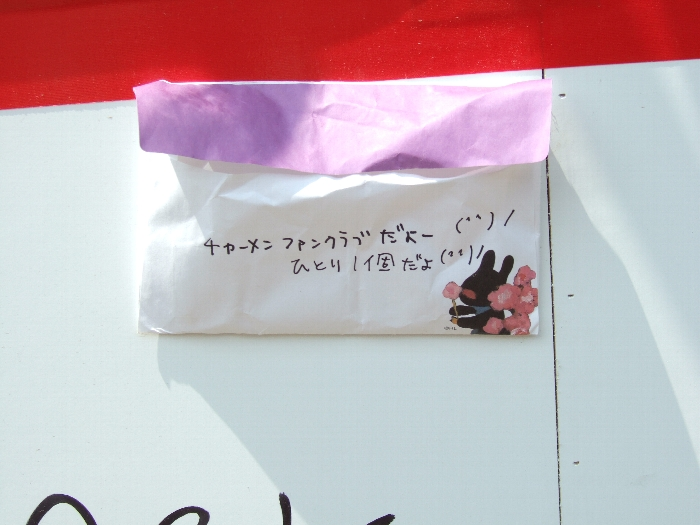 チャーメン ファンクラブ だよー (^^)/
ひとり 1個 だよ (^^)/